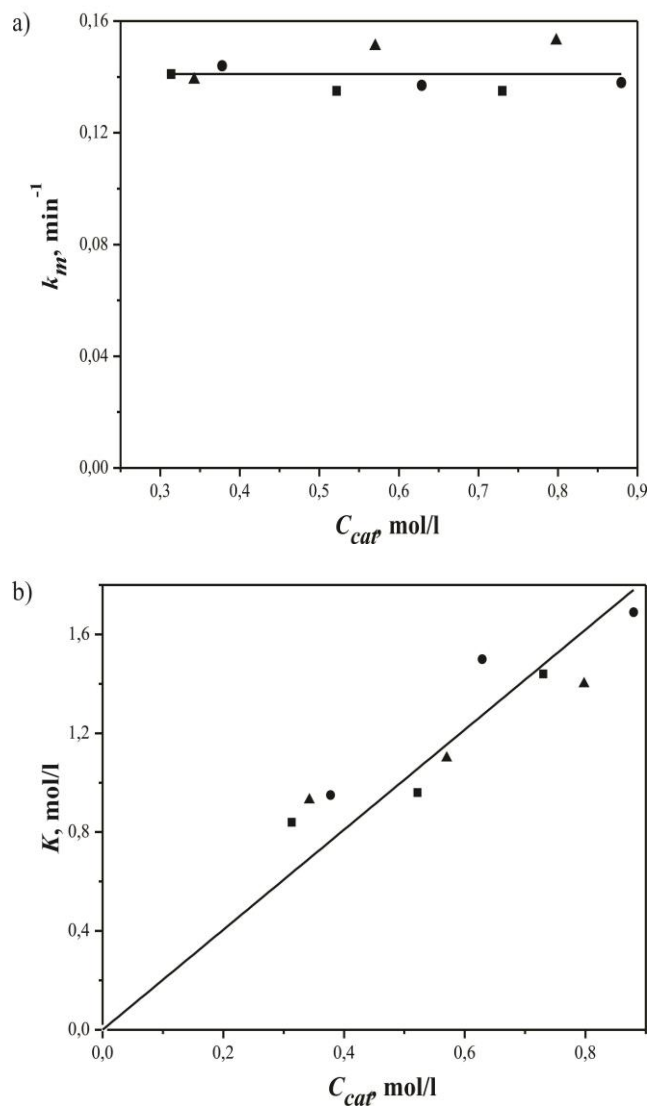 a)
0,16
0,12
0,08
0,04
0,00
k_m, min^-1
0,3 0,4 0,5 0,6 0,7 0,8 0,9
C_cat, mol/l
b)
1,6
1,2
0,8
0,4
0,0
K, mol/l
0,0 0,2 0,4 0,6 0,8
C_cat, mol/l